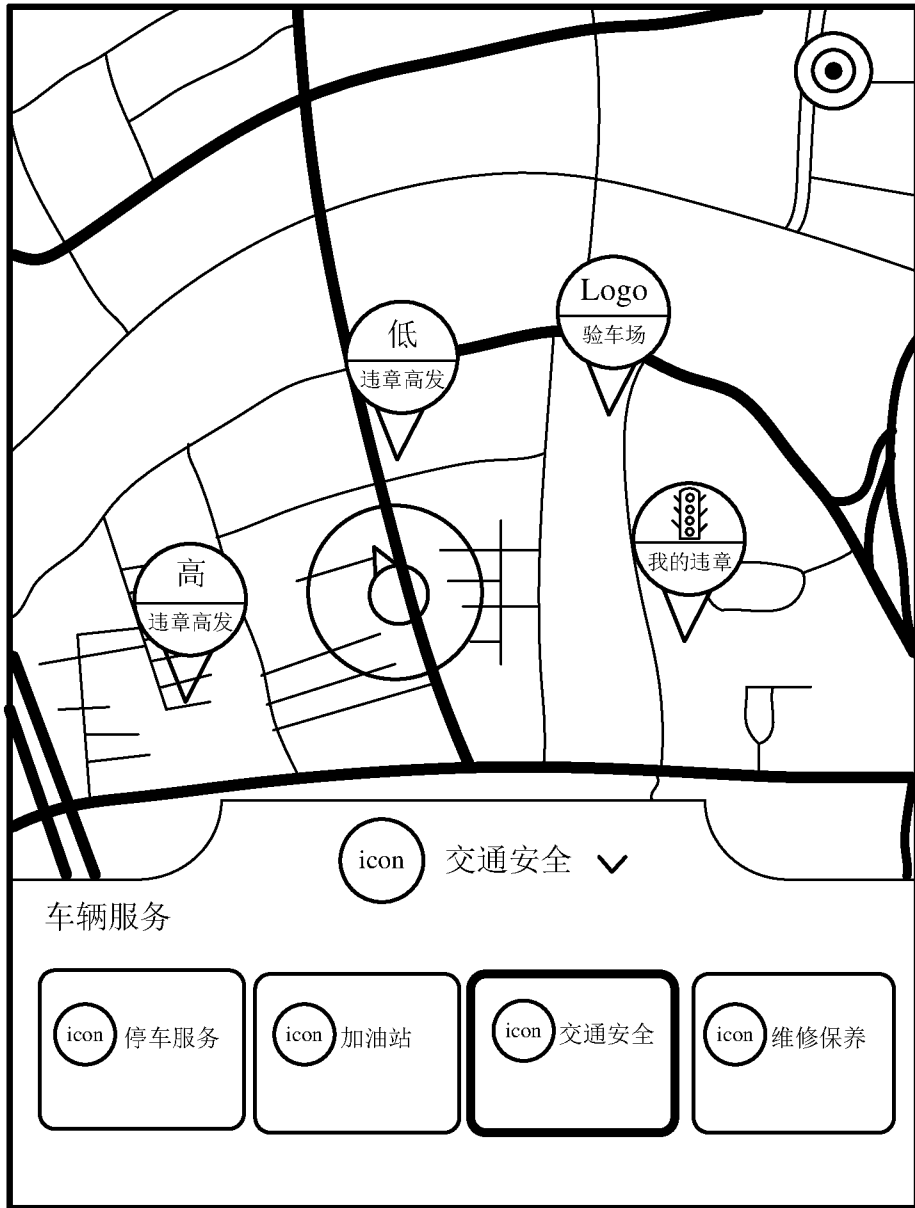 Logo
验车场
低
违章高发
我的违章
高
违章高发
icon 交通安全
车辆服务
icon 停车服务
icon 加油站
icon 交通安全
icon 维修保养